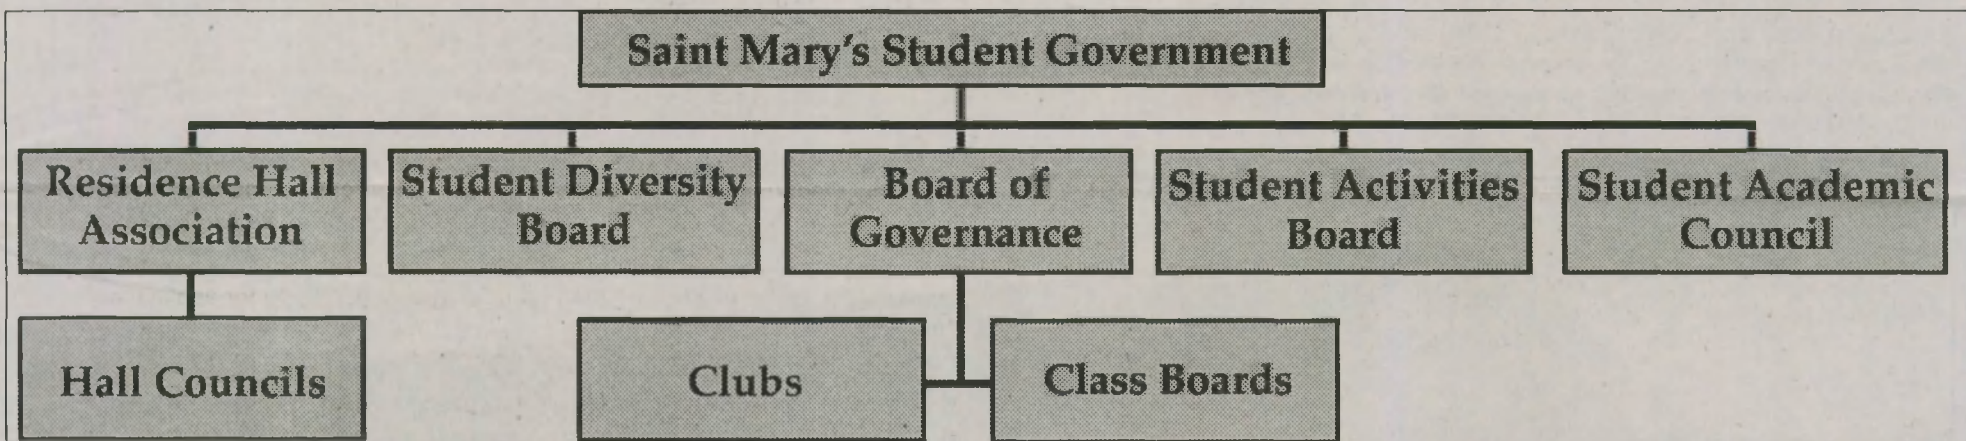 Saint Mary's Student Government
Residence Hall
Association
Student Diversity
Board
Board of
Governance
Student Activities
Board
Student Academic
Council
Hall Councils
Clubs
Class Boards